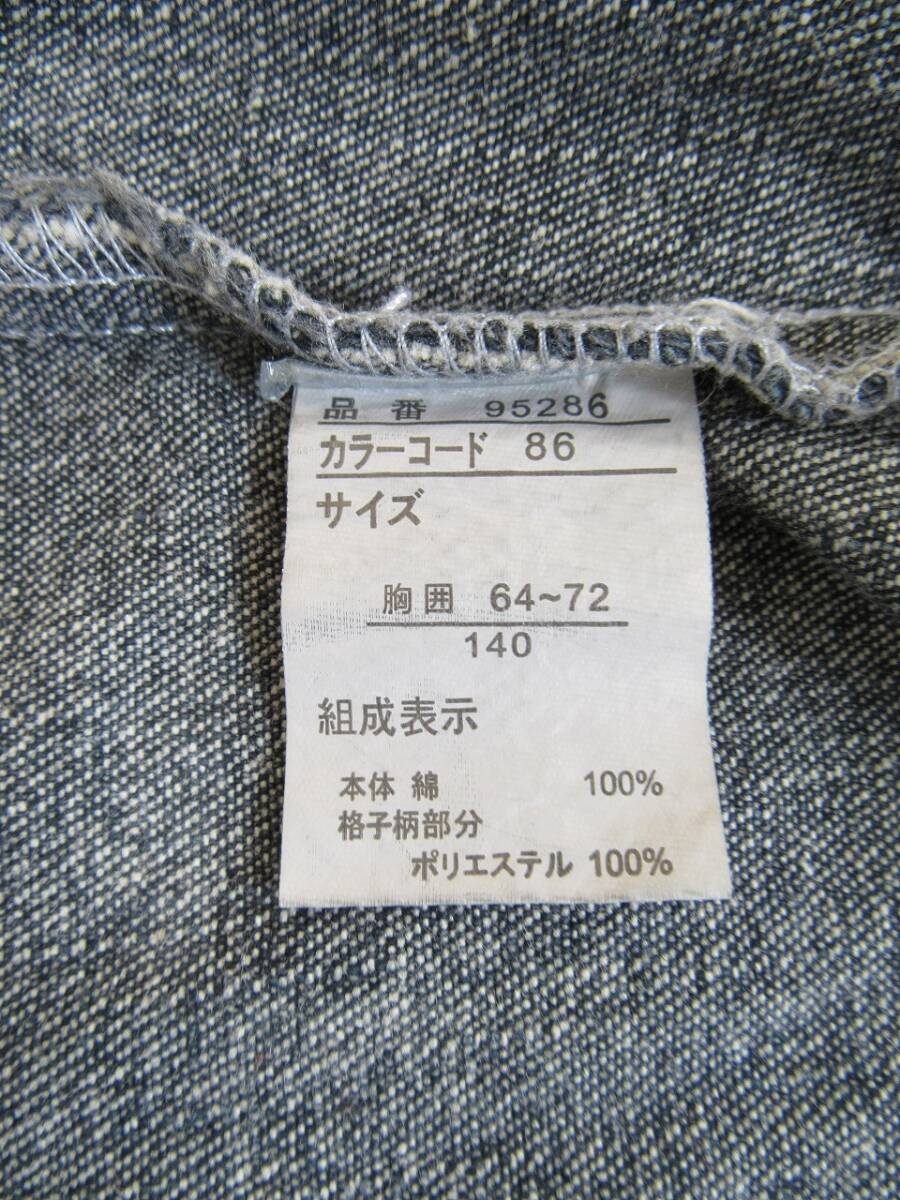 品 番 95286
カラーコード 86
サイズ
胸囲 64~72
140
組成表示
本体 綿 100%
格子柄部分
ポリエステル 100%